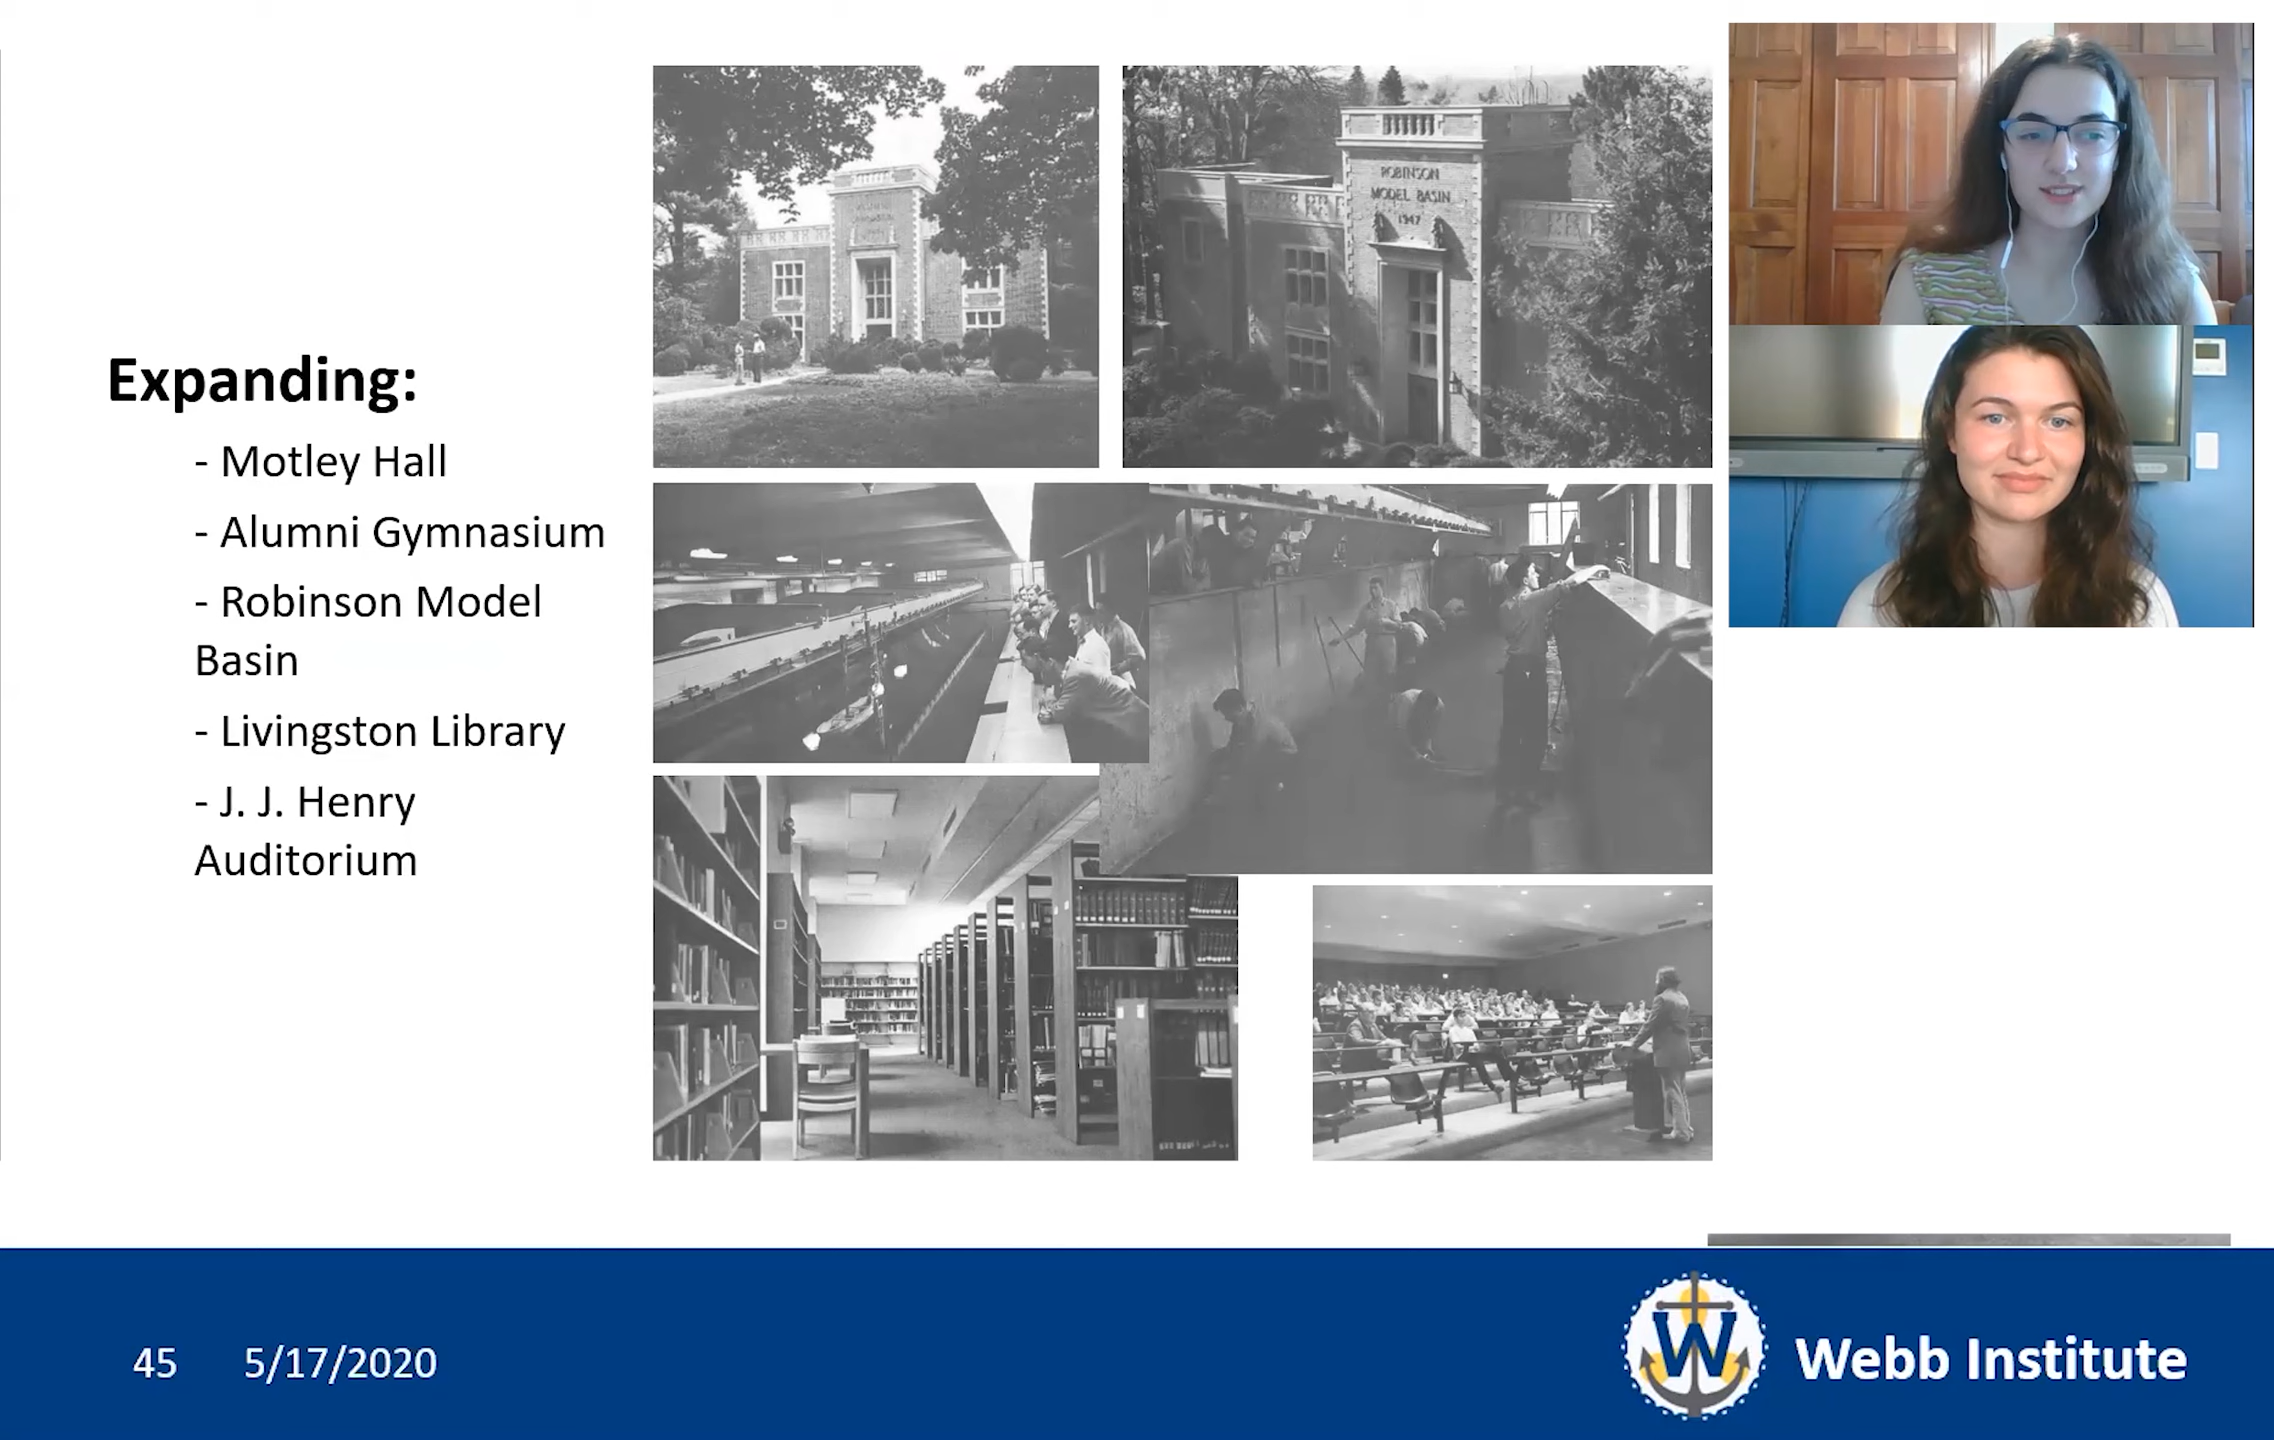 Expanding:
- Motley Hall
- Alumni Gymnasium
- Robinson Model
Basin
- Livingston Library
- J. J. Henry
Auditorium
ROBINSON
MODEL BASIN
1947
45 5/17/2020
W
Webb Institute